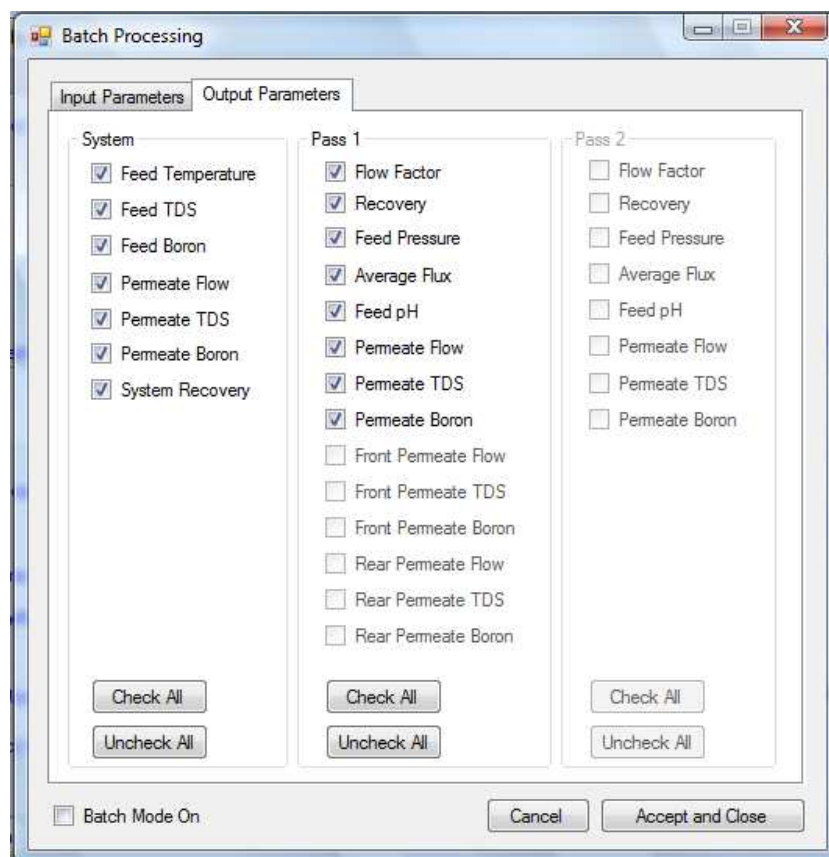 Batch Processing
Input Parameters
Output Parameters
System
Feed Temperature
Feed TDS
Feed Boron
Permeate Flow
Permeate TDS
Permeate Boron
System Recovery
Check All
Uncheck All
Pass 1
Flow Factor
Recovery
Feed Pressure
Average Flux
Feed pH
Permeate Flow
Permeate TDS
Permeate Boron
Front Permeate Flow
Front Permeate TDS
Front Permeate Boron
Rear Permeate Flow
Rear Permeate TDS
Rear Permeate Boron
Check All
Uncheck All
Pass 2
Flow Factor
Recovery
Feed Pressure
Average Flux
Feed pH
Permeate Flow
Permeate TDS
Permeate Boron
Check All
Uncheck All
Batch Mode On
Cancel
Accept and Close